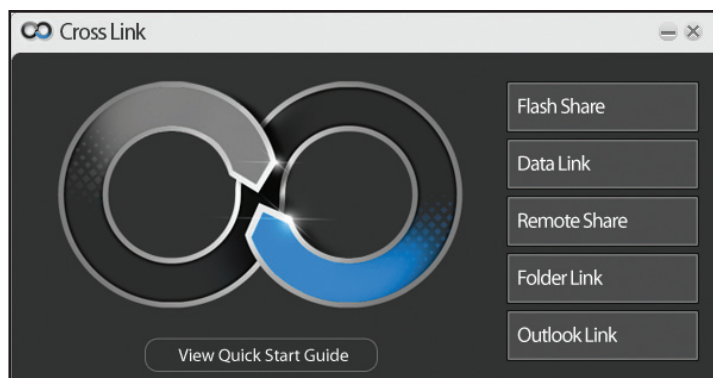 Cross Link
Flash Share
Data Link
Remote Share
Folder Link
Outlook Link
View Quick Start Guide